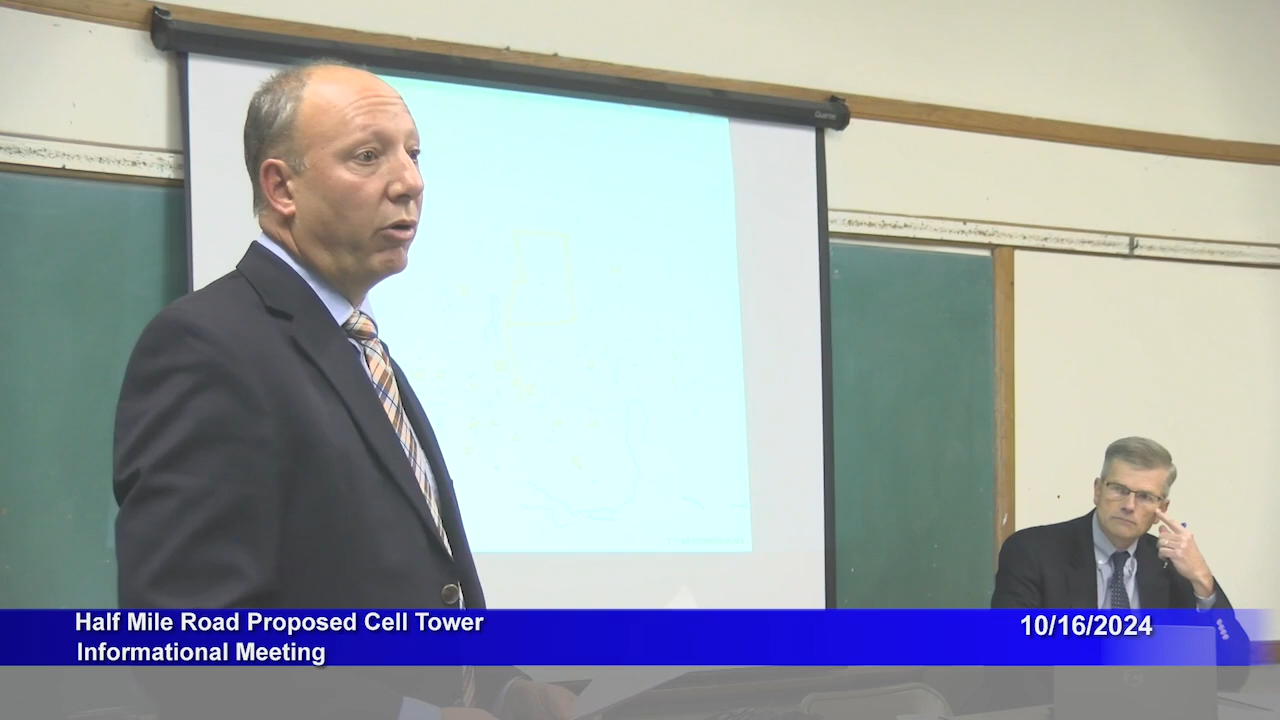 Half Mile Road Proposed Cell Tower
Informational Meeting
10/16/2024